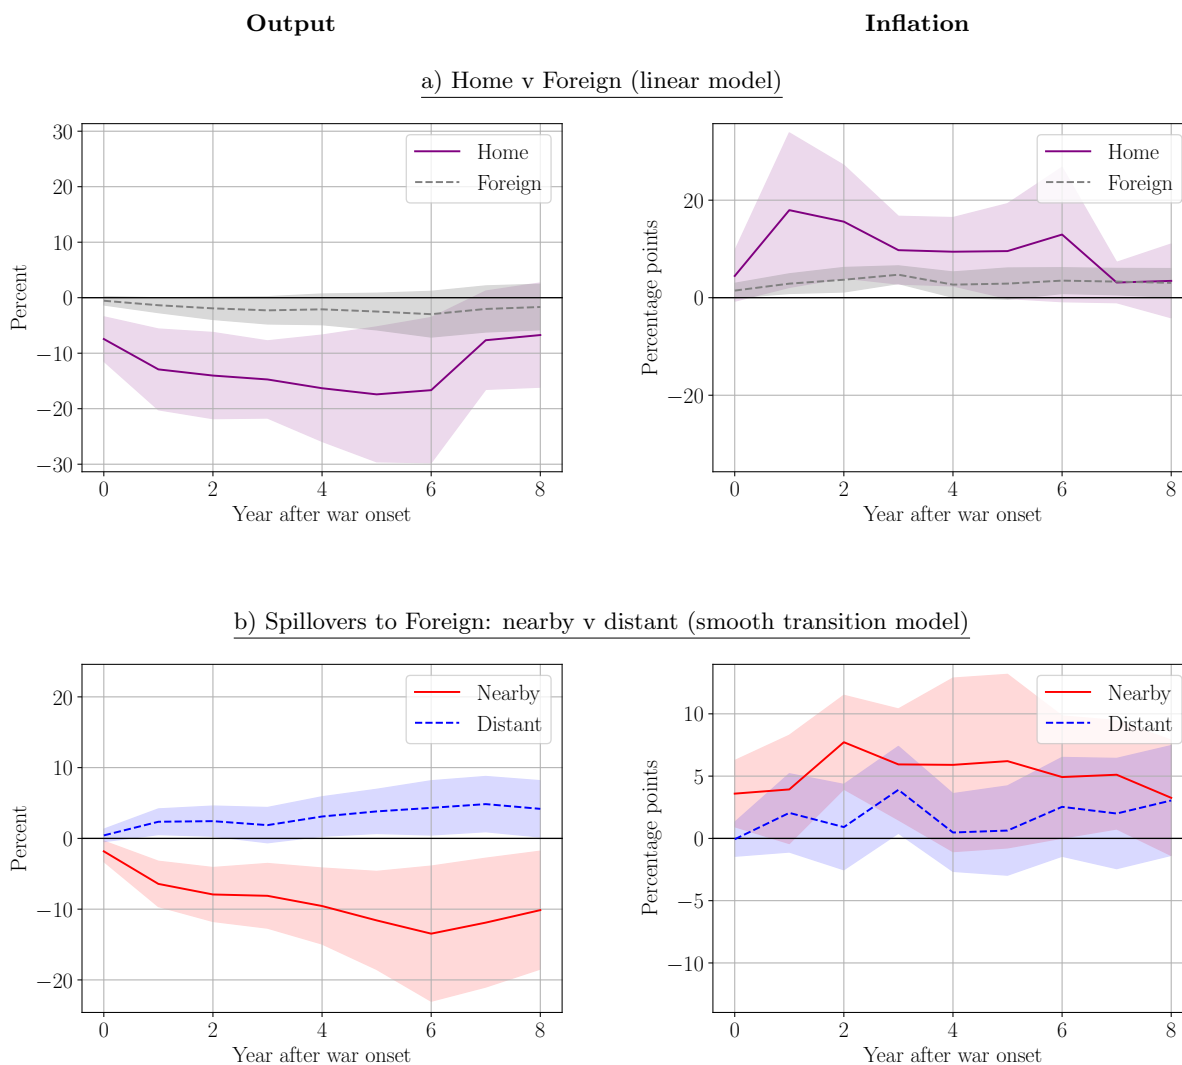 Output
Inflation
a) Home v Foreign (linear model)
Home
Foreign
30
20
10
0
−10
−20
−30
Percent
0 2 4 6 8
Year after war onset
Home
Foreign
20
0
−20
Percentage points
0 2 4 6 8
Year after war onset
b) Spillovers to Foreign: nearby v distant (smooth transition model)
Nearby
Distant
20
10
0
−10
−20
Percent
0 2 4 6 8
Year after war onset
Nearby
Distant
10
5
0
−5
−10
Percentage points
0 2 4 6 8
Year after war onset